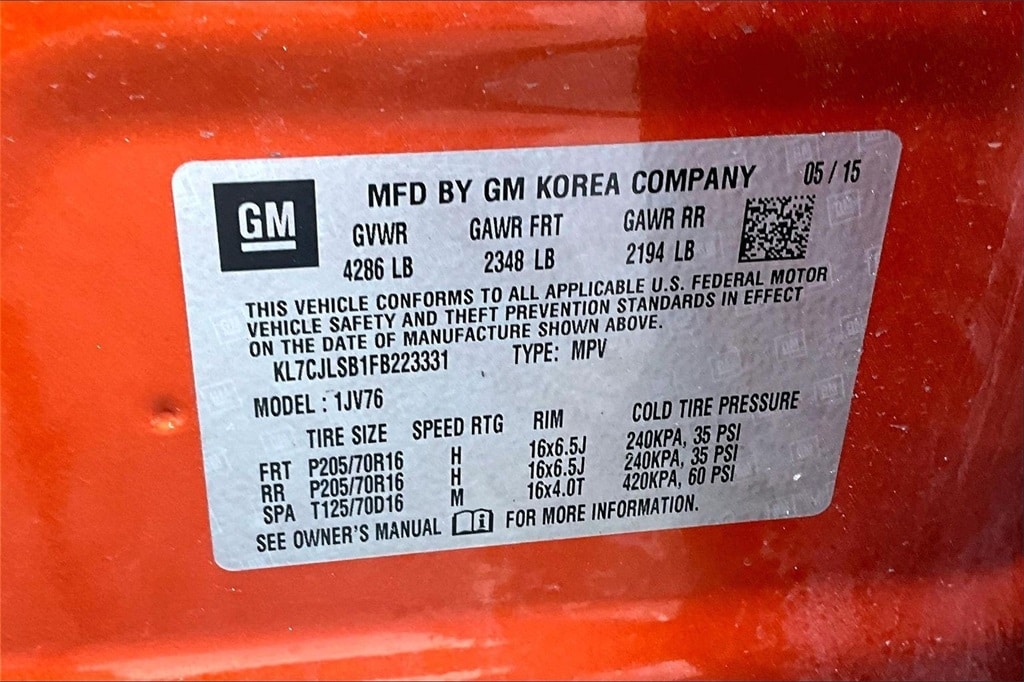 GM
MFD BY GM KOREA COMPANY 05 / 15
GVWR GAWR FRT GAWR RR
4286 LB 2348 LB 2194 LB
THIS VEHICLE CONFORMS TO ALL APPLICABLE U.S. FEDERAL MOTOR
VEHICLE SAFETY AND THEFT PREVENTION STANDARDS IN EFFECT
ON THE DATE OF MANUFACTURE SHOWN ABOVE.
KL7CJLSB1FB223331 TYPE: MPV
MODEL : 1JV76
TIRE SIZE SPEED RTG RIM COLD TIRE PRESSURE
FRT P205/70R16 H 16x6.5J 240KPA, 35 PSI
RR P205/70R16 H 16x6.5J 240KPA, 35 PSI
SPA T125/70D16 M 16x4.0T 420KPA, 60 PSI
SEE OWNER'S MANUAL FOR MORE INFORMATION.